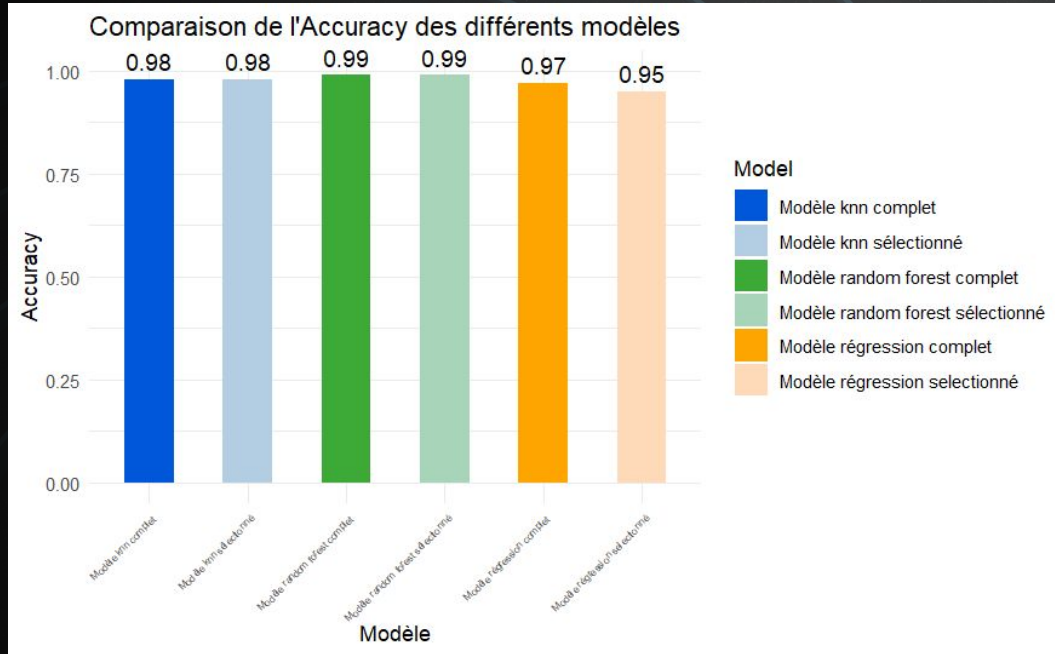 Comparaison de l'Accuracy des différents modèles
0.98
0.98
0.99
0.99
0.97
0.95
1.00
0.75
0.50
0.25
0.00
Accuracy
Modèle knn complet
Modèle knn sélectionné
Modèle random forest complet
Modèle random forest sélectionné
Modèle régression complet
Modèle régression selectionné
Modèle
Model
Modèle knn complet
Modèle knn sélectionné
Modèle random forest complet
Modèle random forest sélectionné
Modèle régression complet
Modèle régression selectionné